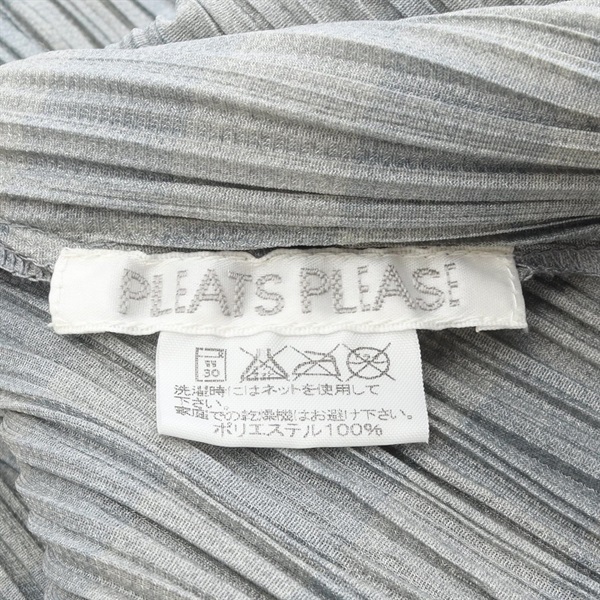 PLEATS PLEASE
弱
30
洗濯時にはネットを使用して
下さい。
家庭での乾燥機はお避け下さい。
ポリエステル100%